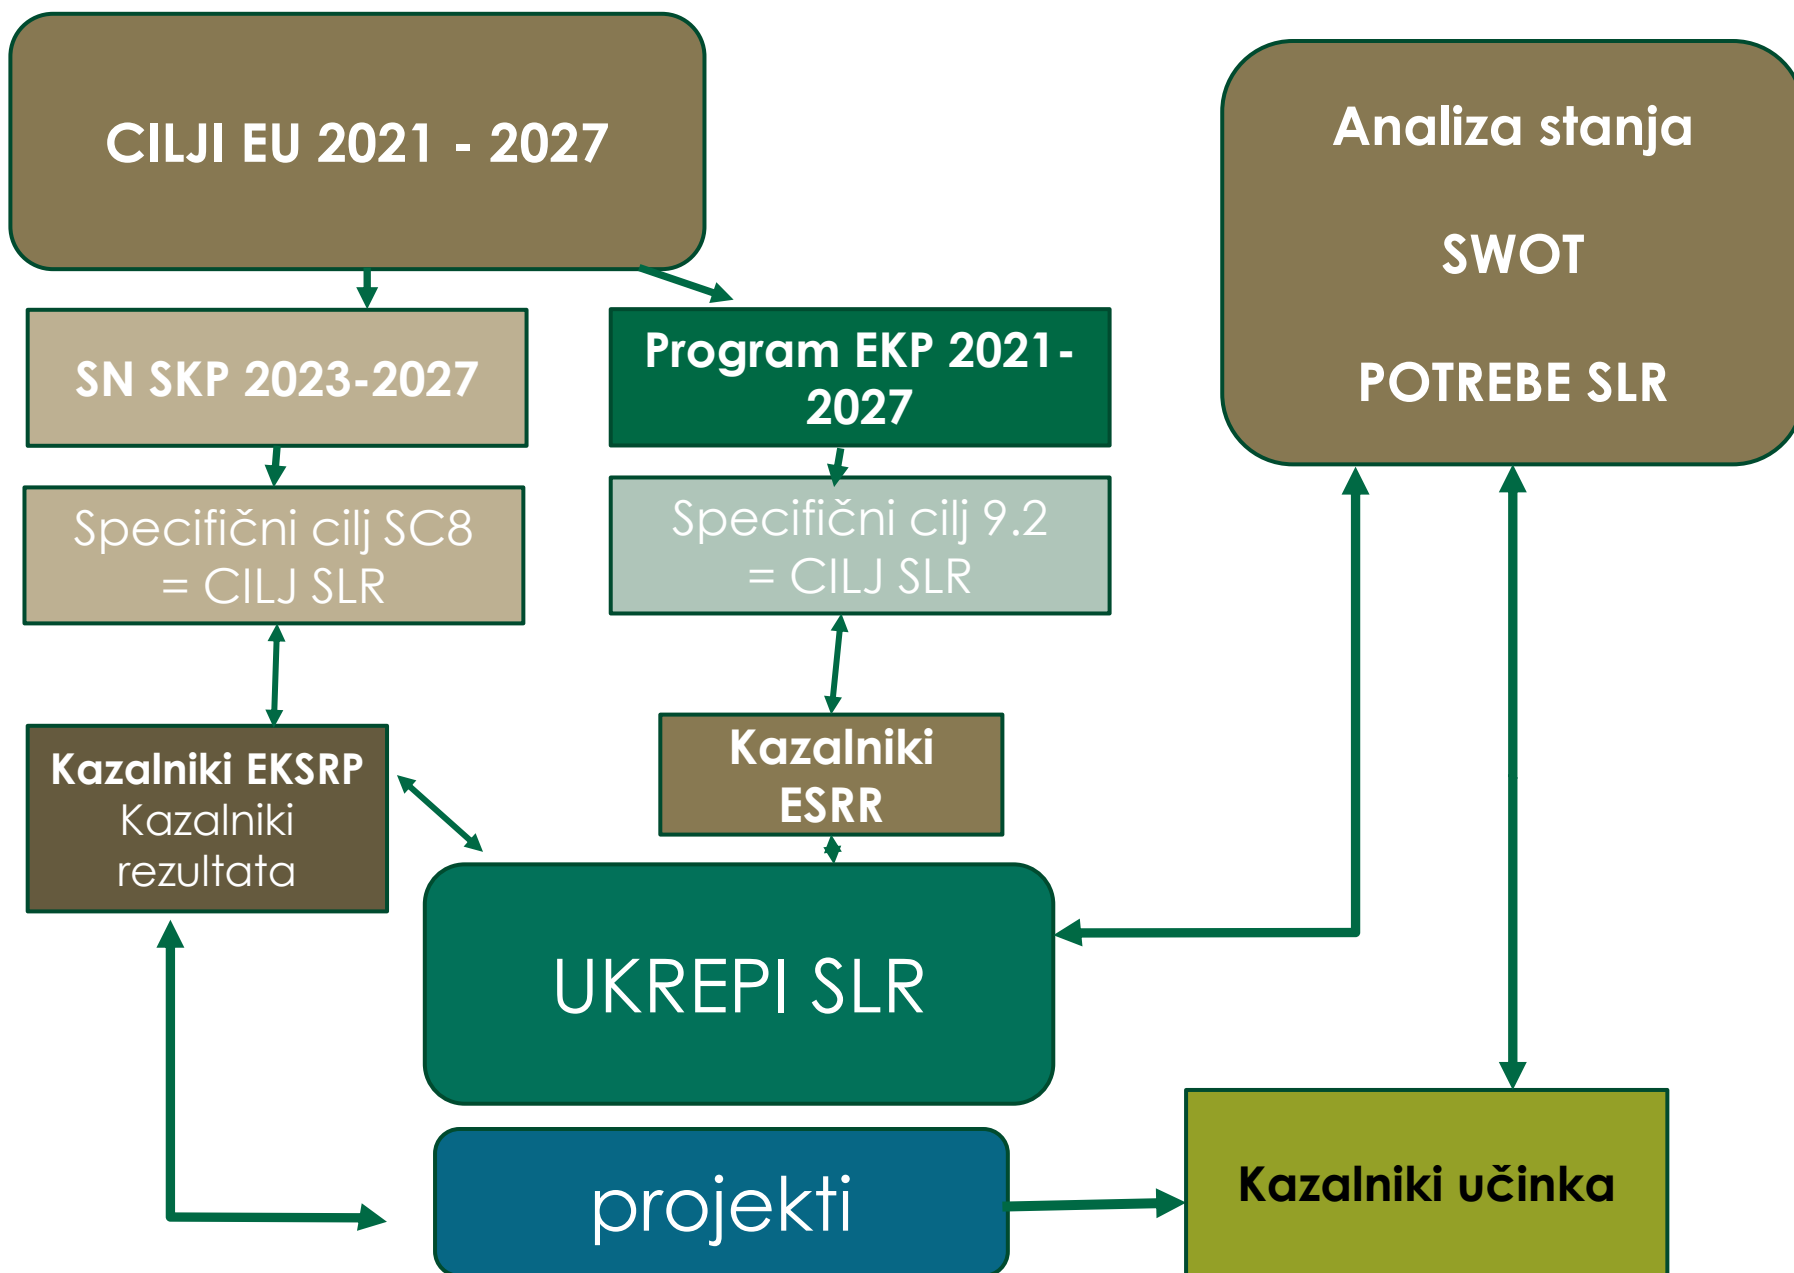 CILJI EU 2021 - 2027
Analiza stanja
SWOT
POTREBE SLR
SN SKP 2023-2027
Program EKP 2021-
2027
Specifični cilj SC8
= CILJ SLR
Specifični cilj 9.2
= CILJ SLR
Kazalniki EKSRP
Kazalniki
rezultata
Kazalniki
ESRR
UKREPI SLR
projekti
Kazalniki učinka